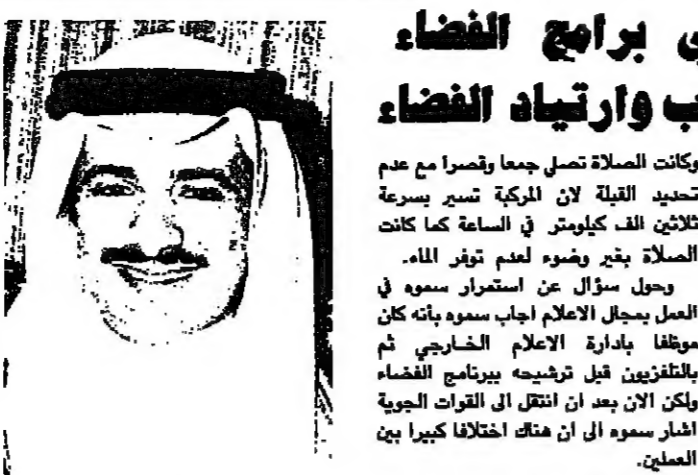 ي برامج الفضاء
ب وارتياد الفضاء
وكانت الصلاة تصلى جمعا وقصرا مع عدم
تحديد القبلة لان المركبة تسير بسرعة
ثلاثين الف كيلومتر في الساعة كما كانت
الصلاة بغير وضوء لعدم توفر الماء.
وحول سؤال عن استمرار سموه في
العمل بمجال الاعلام اجاب سموه بأنه كان
موظفا بادارة الاعلام الخارجي ثم
بالتلفزيون قبل ترشيحه ببرنامج الفضاء
ولكن الان بعد ان انتقل الى القوات الجوية
اشار سموه الى ان هناك اختلافا كبيرا بين
العملين.